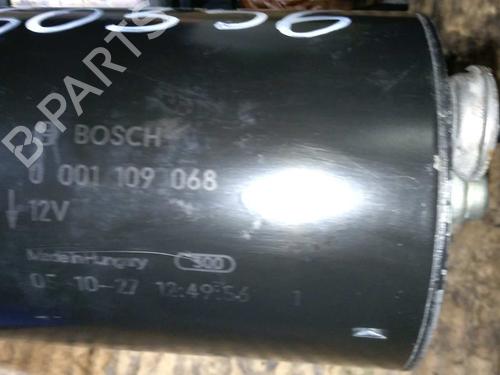 BOSCH
0 001 109 068
12V
Made in Hungary 300
05-10-27 12:49:56 1
B-PARTS